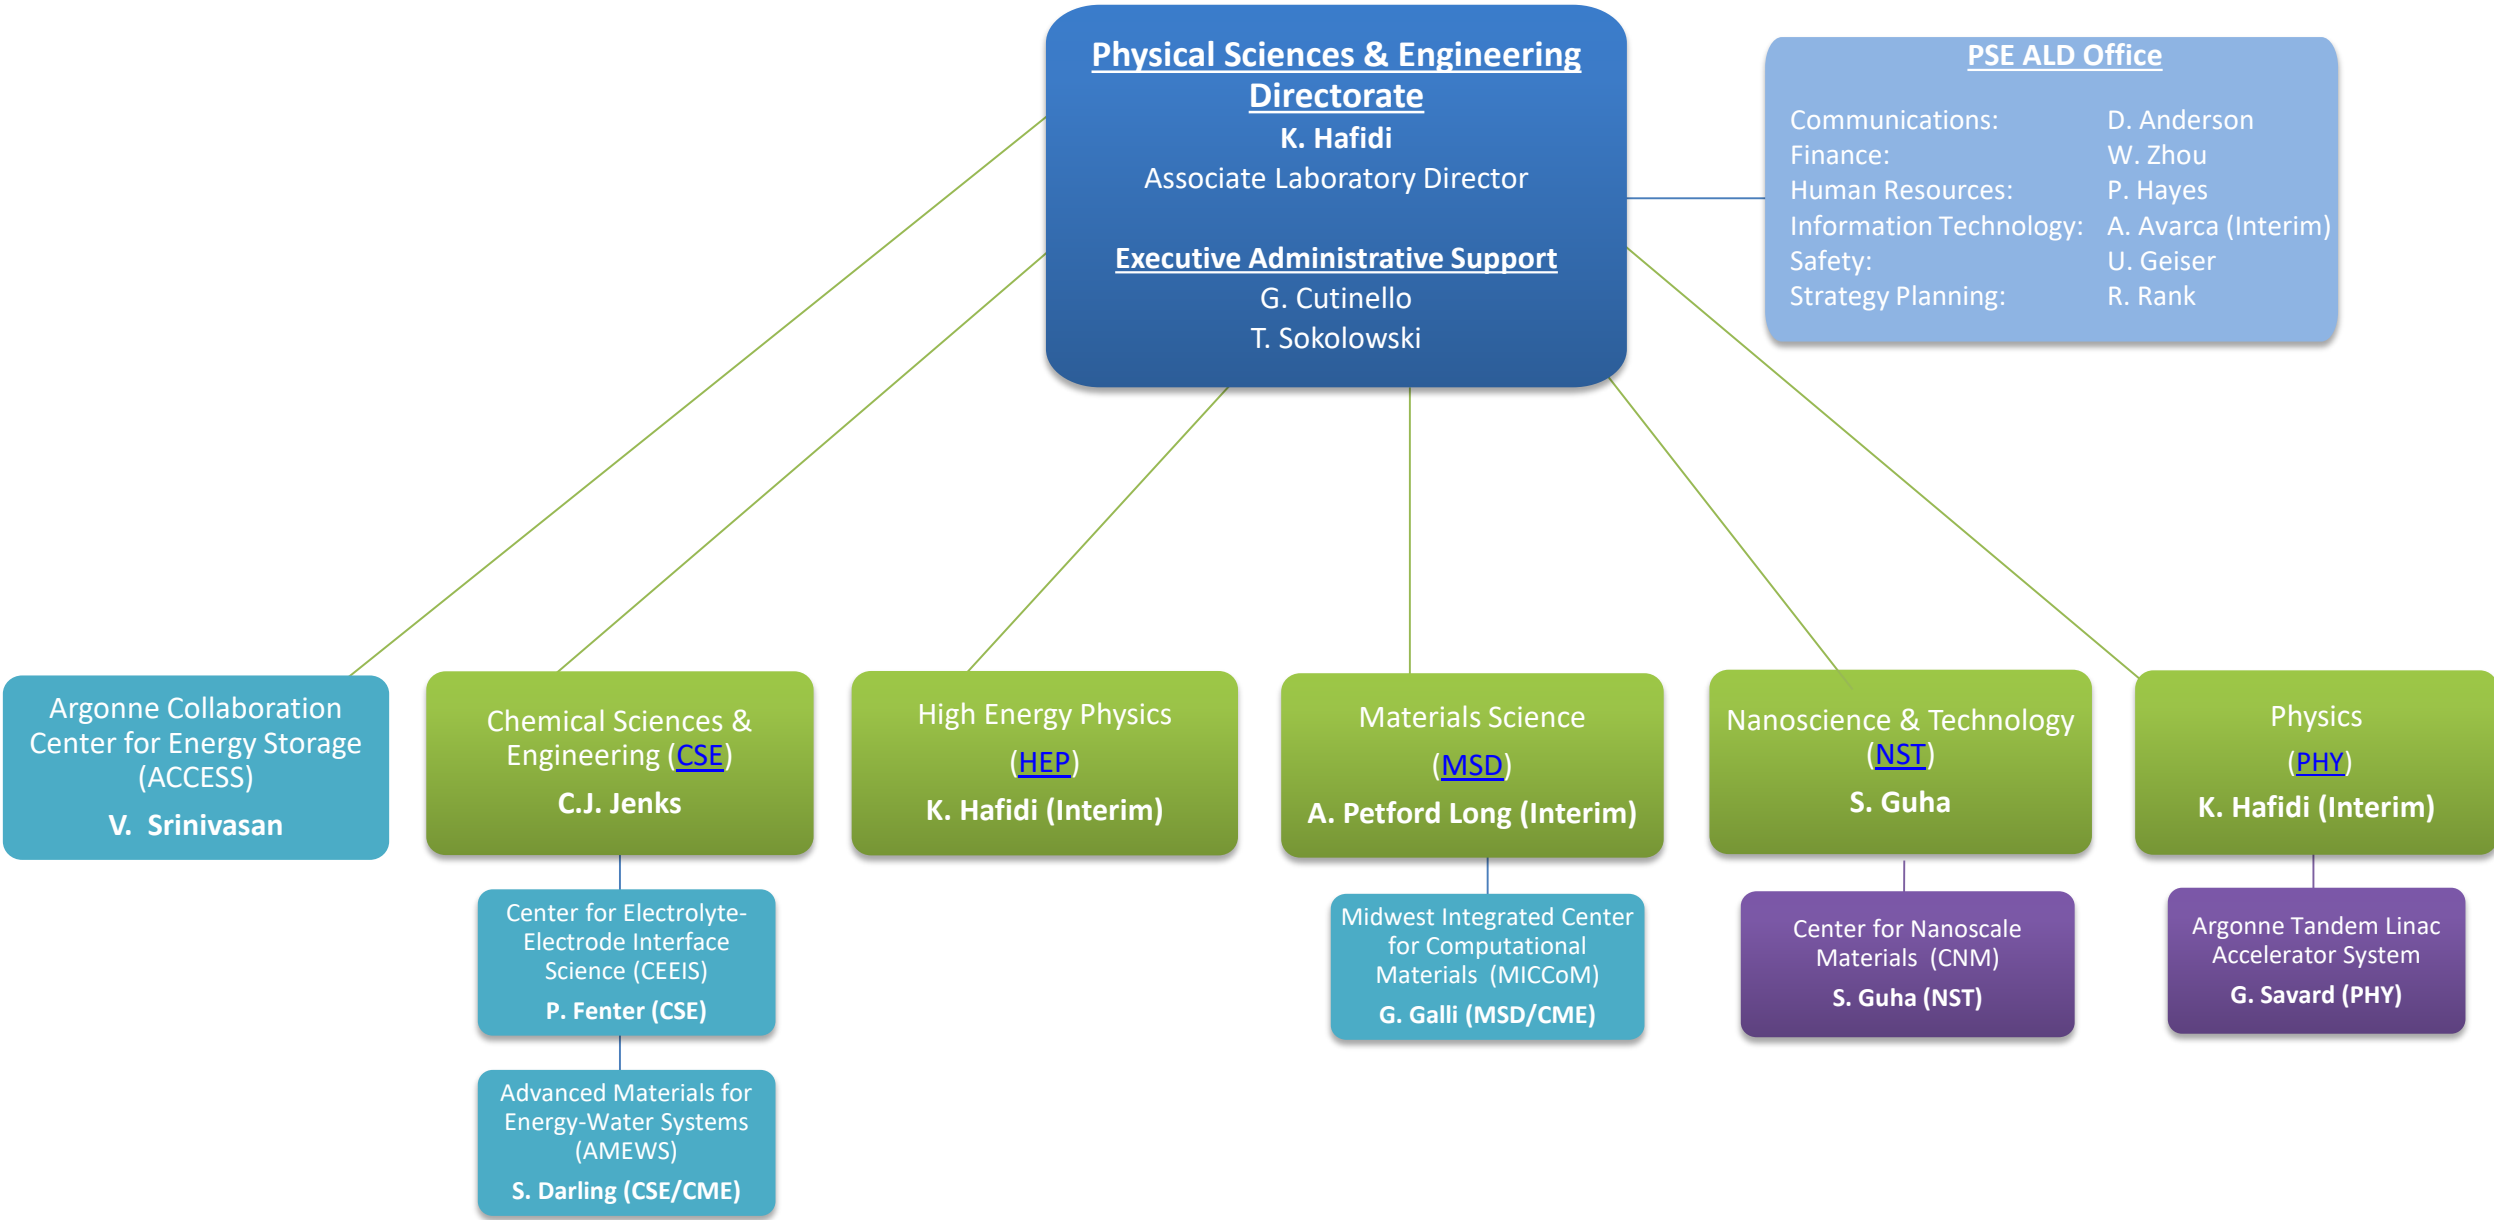 Physical Sciences & Engineering
Directorate
K. Hafidi
Associate Laboratory Director
Executive Administrative Support
G. Cutinello
T. Sokolowski
PSE ALD Office
Communications: D. Anderson
Finance: W. Zhou
Human Resources: P. Hayes
Information Technology: A. Avarca (Interim)
Safety: U. Geiser
Strategy Planning: R. Rank
Argonne Collaboration
Center for Energy Storage
(ACCESS)
V. Srinivasan
Chemical Sciences &
Engineering (CSE)
C.J. Jenks
High Energy Physics
(HEP)
K. Hafidi (Interim)
Materials Science
(MSD)
A. Petford Long (Interim)
Nanoscience & Technology
(NST)
S. Guha
Physics
(PHY)
K. Hafidi (Interim)
Center for Electrolyte-
Electrode Interface
Science (CEEIS)
P. Fenter (CSE)
Midwest Integrated Center
for Computational
Materials (MICCoM)
G. Galli (MSD/CME)
Center for Nanoscale
Materials (CNM)
S. Guha (NST)
Argonne Tandem Linac
Accelerator System
G. Savard (PHY)
Advanced Materials for
Energy-Water Systems
(AMEWS)
S. Darling (CSE/CME)